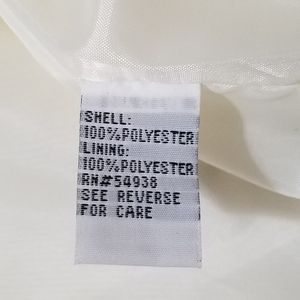 SHELL:
100%POLYESTER
LINING:
100%POLYESTER
RN#54938
SEE REVERSE
FOR CARE